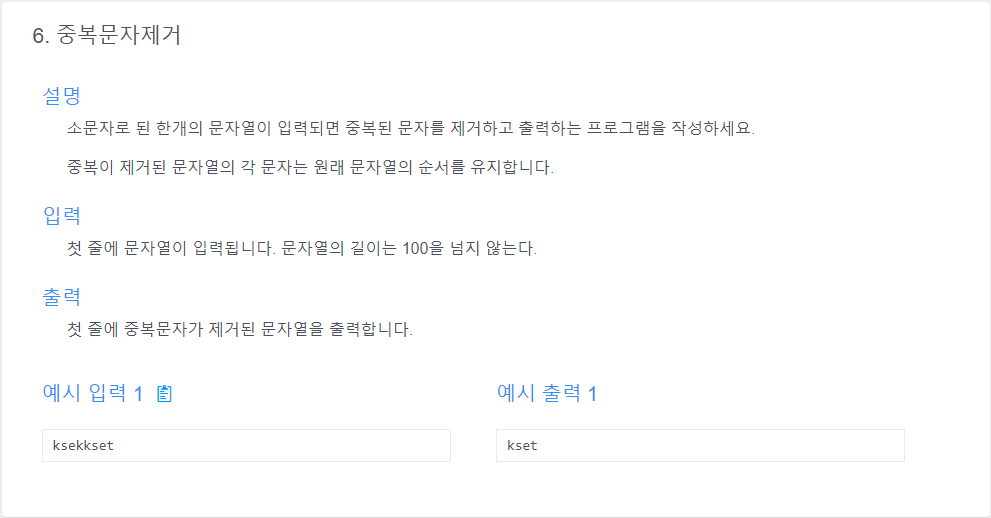 6. 중복문자제거
설명
소문자로 된 한개의 문자열이 입력되면 중복된 문자를 제거하고 출력하는 프로그램을 작성하세요.
중복이 제거된 문자열의 각 문자는 원래 문자열의 순서를 유지합니다.
입력
첫 줄에 문자열이 입력됩니다. 문자열의 길이는 100을 넘지 않는다.
출력
첫 줄에 중복문자가 제거된 문자열을 출력합니다.
예시 입력 1
ksekkset
예시 출력 1
kset